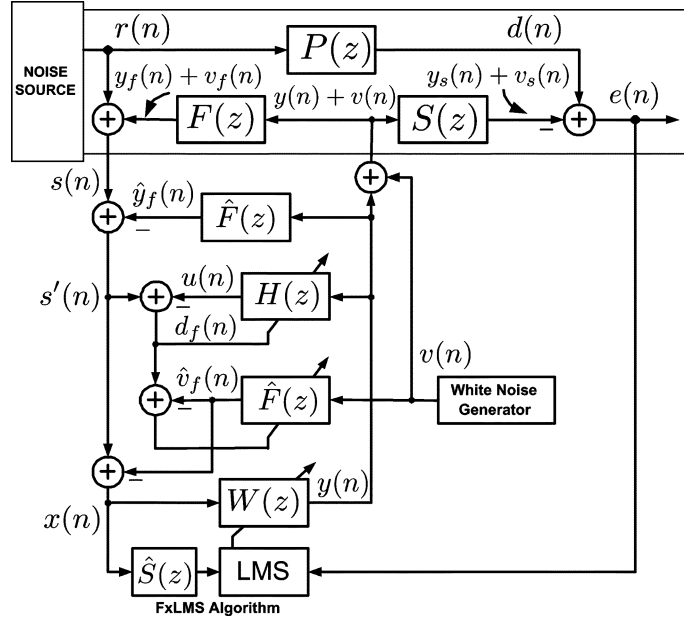 r(n)
P(z)
d(n)
NOISE
SOURCE
y_f(n) + v_f(n)
y(n) + v(n)
y_s(n) + v_s(n)
e(n)
F(z)
S(z)
s(n)
ŷ_f(n)
F̂(z)
s′(n)
u(n)
H(z)
d_f(n)
v̂_f(n)
F̂(z)
v(n)
White Noise
Generator
x(n)
W(z)
y(n)
Ŝ(z)
LMS
FxLMS Algorithm